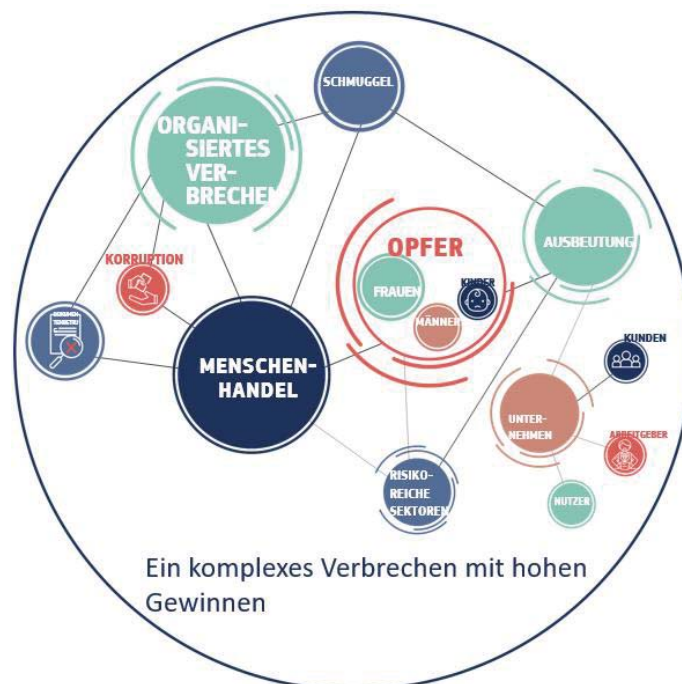 SCHMUGGEL
ORGANI-
SIERTES
VER-
BRECHEN
AUSBEUTUNG
OPFER
KORRUPTION
FRAUEN
KINDER
MÄNNER
KUNDEN
MENSCHEN-
HANDEL
UNTER-
NEHMEN
ARBEITGEBER
RISIKO-
REICHE
SEKTOREN
NUTZER
Ein komplexes Verbrechen mit hohen
Gewinnen